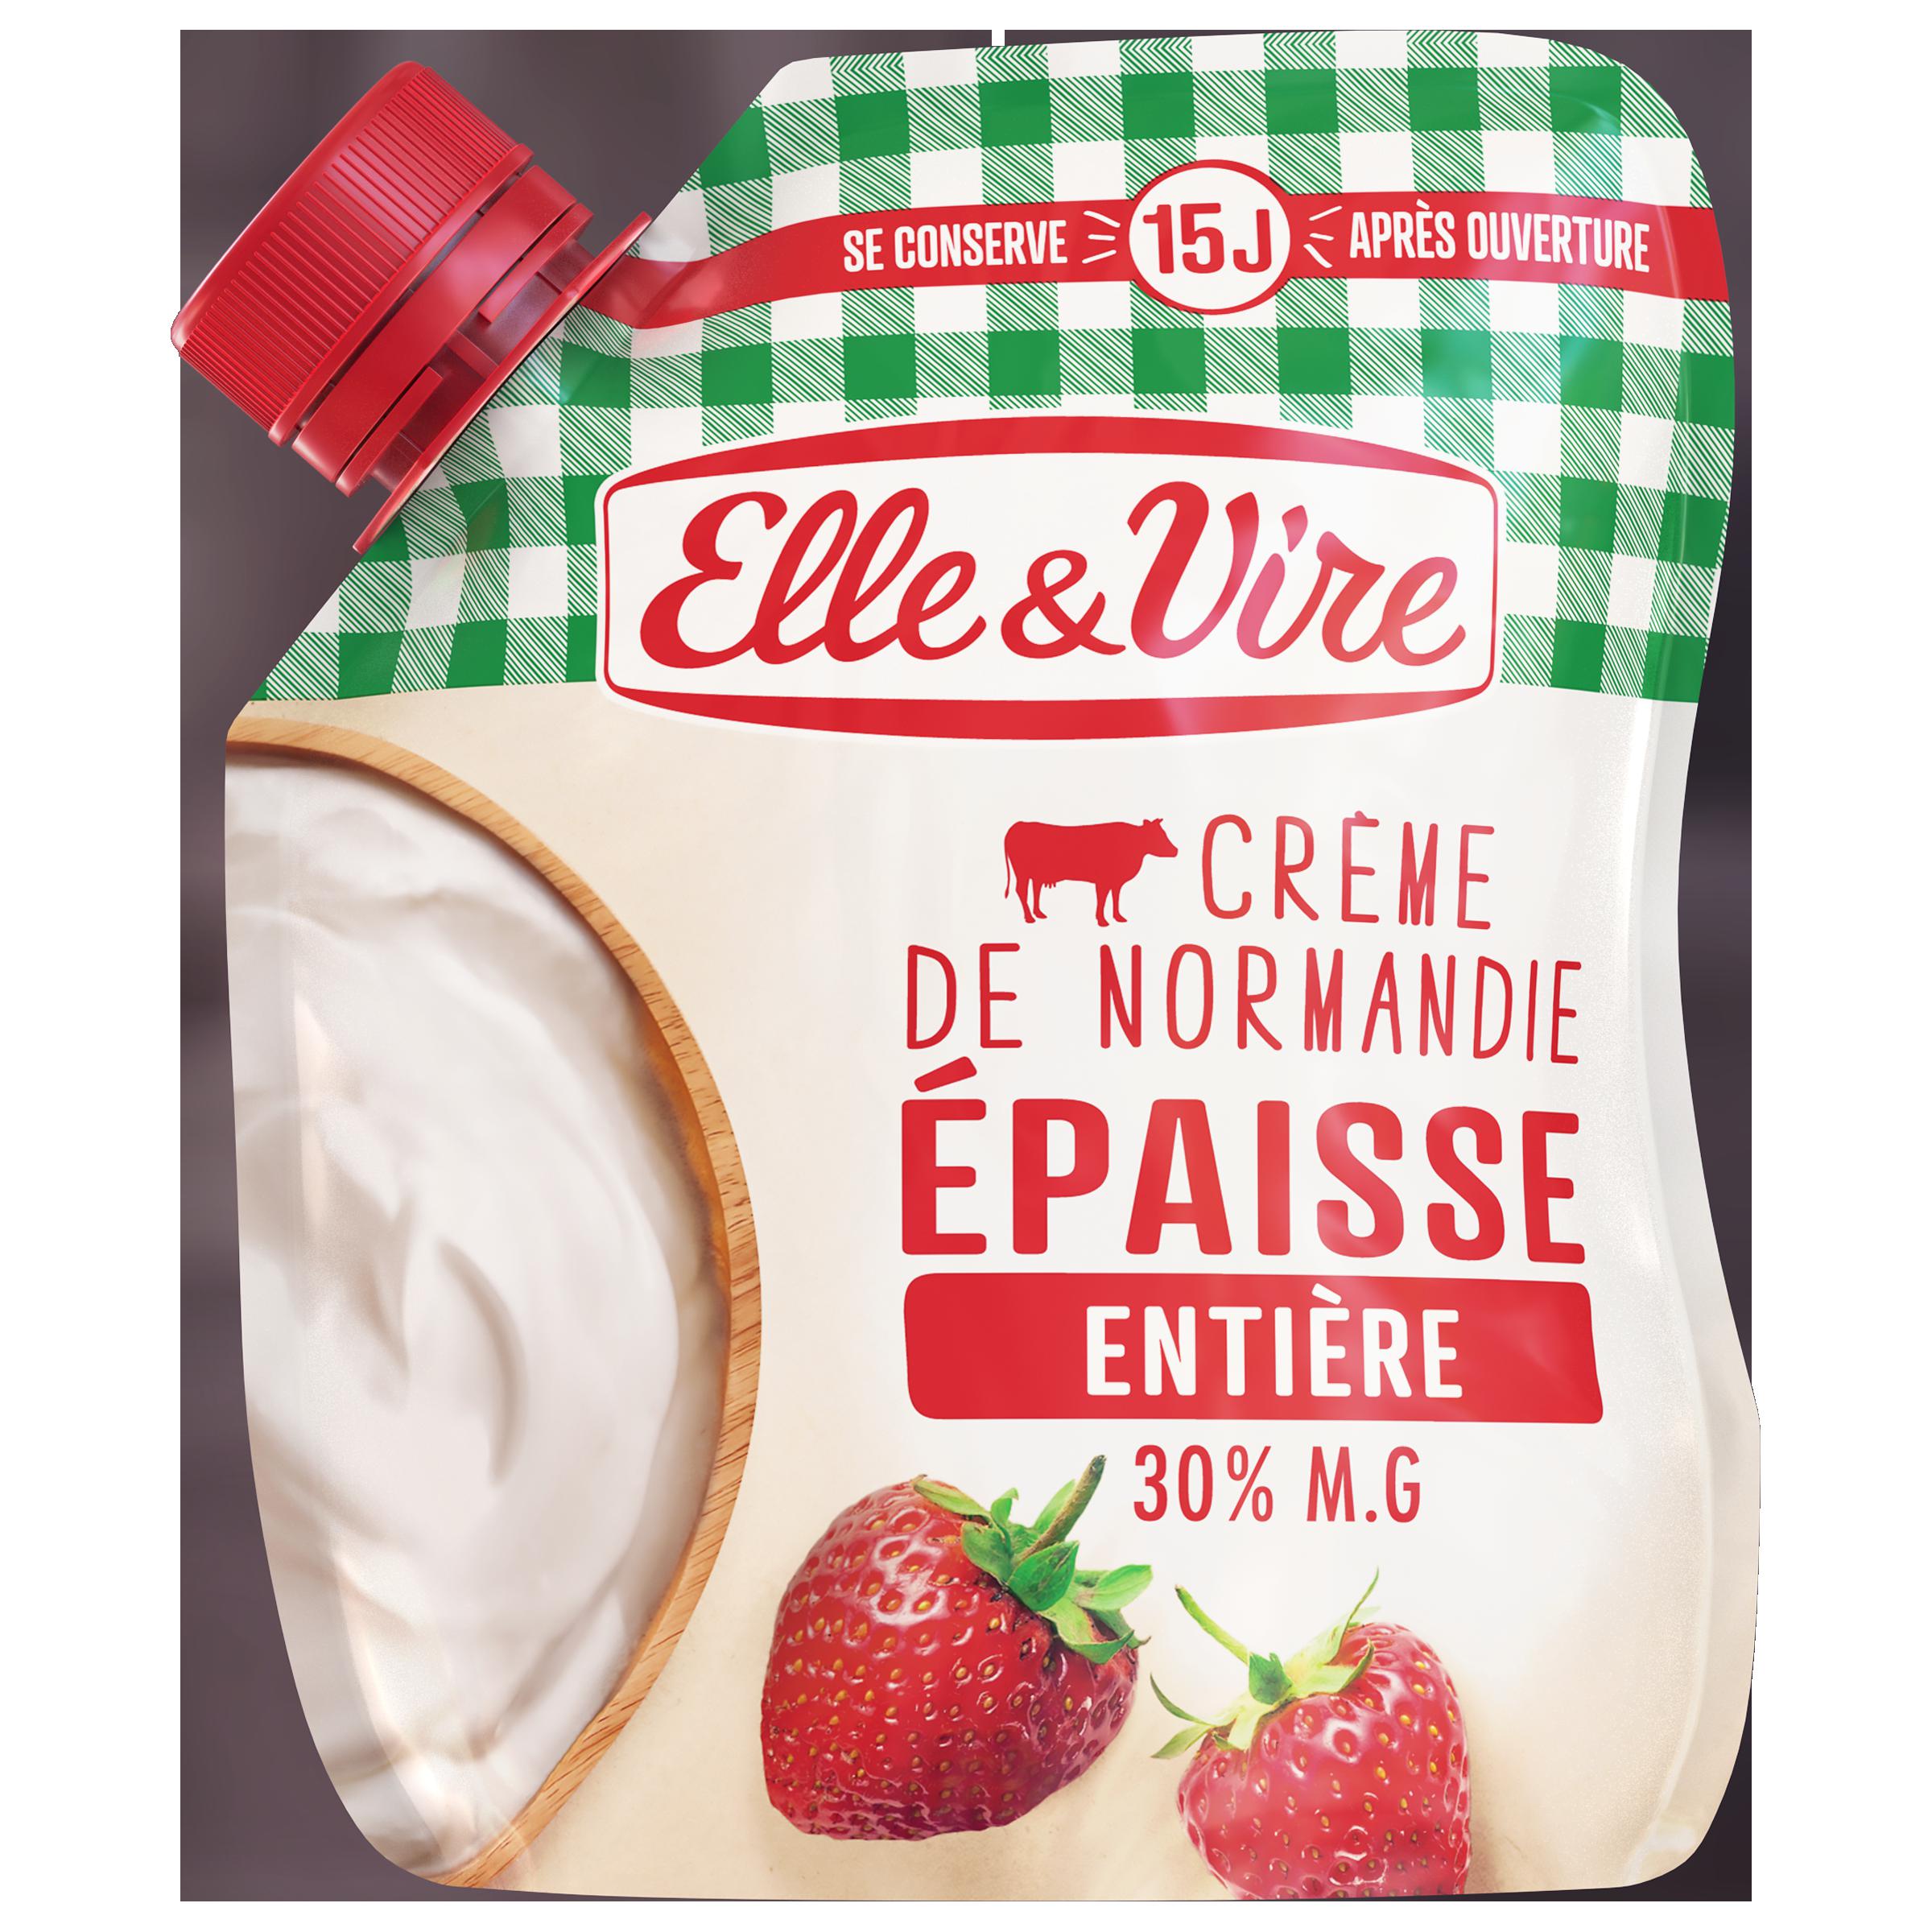 SE CONSERVE 15J APRÈS OUVERTURE
Elle & Vire
CRÈME
DE NORMANDIE
ÉPAISSE
ENTIÈRE
30% M.G